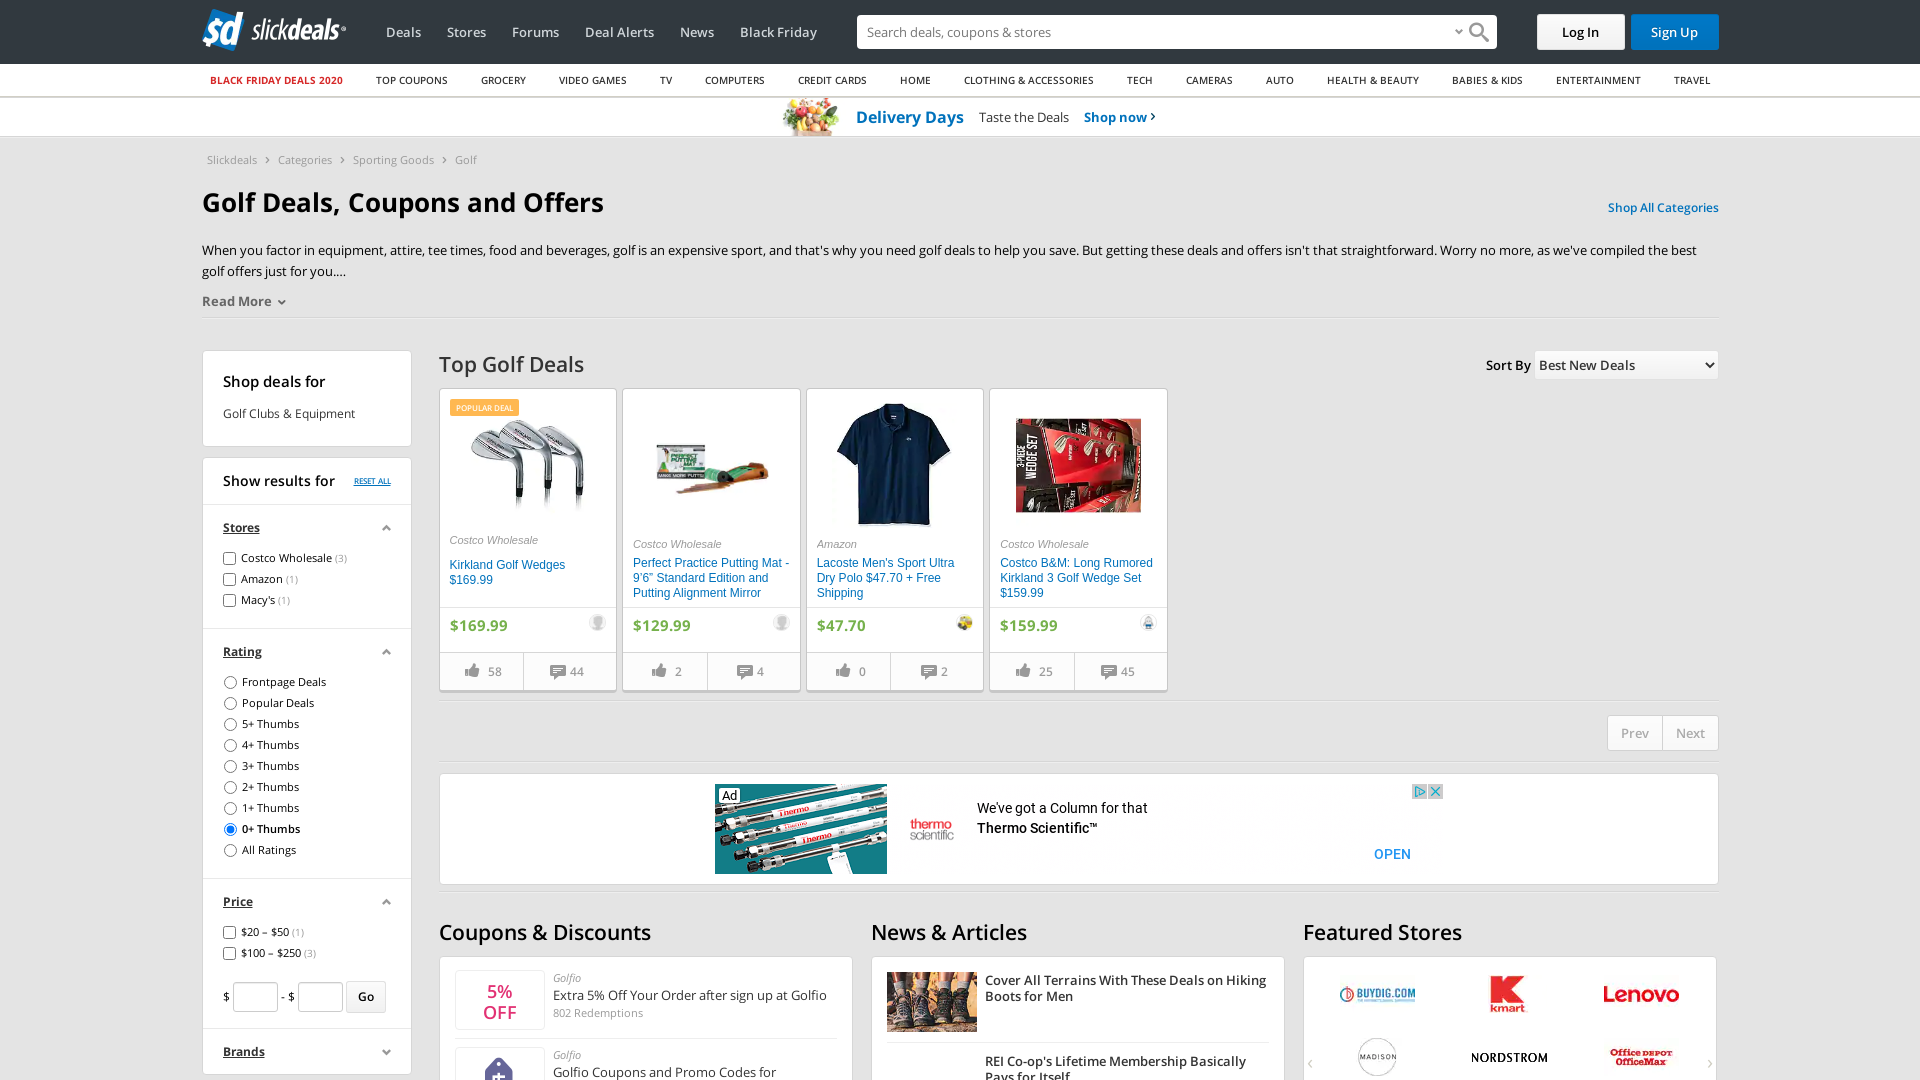 sd slickdeals
Deals
Stores
Forums
Deal Alerts
News
Black Friday
Search deals, coupons & stores
Log In
Sign Up
BLACK FRIDAY DEALS 2020
TOP COUPONS
GROCERY
VIDEO GAMES
TV
COMPUTERS
CREDIT CARDS
HOME
CLOTHING & ACCESSORIES
TECH
CAMERAS
AUTO
HEALTH & BEAUTY
BABIES & KIDS
ENTERTAINMENT
TRAVEL
Delivery Days Taste the Deals Shop now
Slickdeals › Categories › Sporting Goods › Golf
Golf Deals, Coupons and Offers
Shop All Categories
When you factor in equipment, attire, tee times, food and beverages, golf is an expensive sport, and that's why you need golf deals to help you save. But getting these deals and offers isn't that straightforward. Worry no more, as we've compiled the best
golf offers just for you....
Read More
Shop deals for
Golf Clubs & Equipment
Show results for
RESET ALL
Stores
Costco Wholesale (3)
Amazon (1)
Macy's (1)
Rating
Frontpage Deals
Popular Deals
5+ Thumbs
4+ Thumbs
3+ Thumbs
2+ Thumbs
1+ Thumbs
0+ Thumbs
All Ratings
Price
$20 – $50 (1)
$100 – $250 (3)
$ - $ Go
Brands
Top Golf Deals
Sort By Best New Deals
POPULAR DEAL
Costco Wholesale
Kirkland Golf Wedges
$169.99
$169.99
58
44
PERFECT
PUTTING MAT
Costco Wholesale
Perfect Practice Putting Mat -
9’6” Standard Edition and
Putting Alignment Mirror
$129.99
2
4
Amazon
Lacoste Men's Sport Ultra
Dry Polo $47.70 + Free
Shipping
$47.70
0
2
3-PIECE
WEDGE SET
Costco Wholesale
Costco B&M: Long Rumored
Kirkland 3 Golf Wedge Set
$159.99
$159.99
25
45
Prev
Next
Ad
Thermo
Thermo
Thermo
thermo
scientific
We've got a Column for that
Thermo Scientific™
OPEN
Coupons & Discounts
5%
OFF
Golfio
Extra 5% Off Your Order after sign up at Golfio
802 Redemptions
Golfio
Golfio Coupons and Promo Codes for
News & Articles
Cover All Terrains With These Deals on Hiking
Boots for Men
REI Co-op's Lifetime Membership Basically
Pays for Itself
Featured Stores
BUYDIG.COM
kmart
Lenovo
MADISON
NORDSTROM
Office DEPOT
OfficeMax